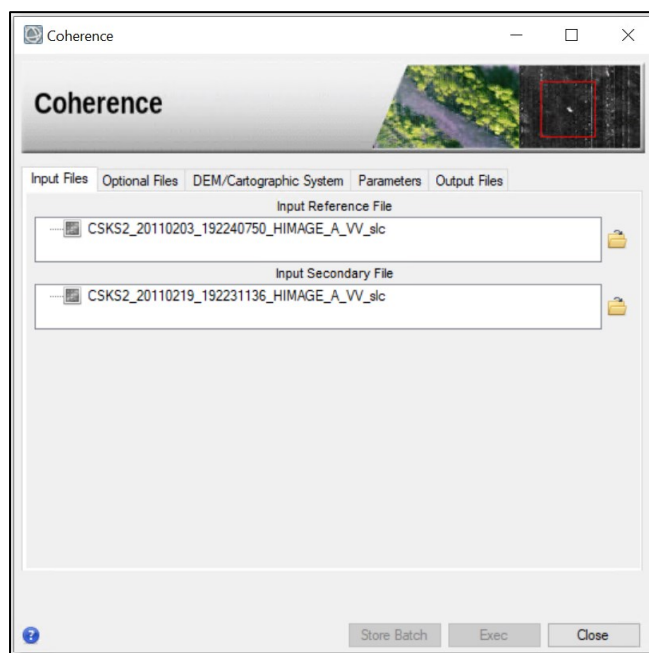 Coherence
Coherence
Input Files Optional Files DEM/Cartographic System Parameters Output Files
Input Reference File
CSKS2_20110203_192240750_HIMAGE_A_VV_slc
Input Secondary File
CSKS2_20110219_192231136_HIMAGE_A_VV_slc
? Store Batch Exec Close